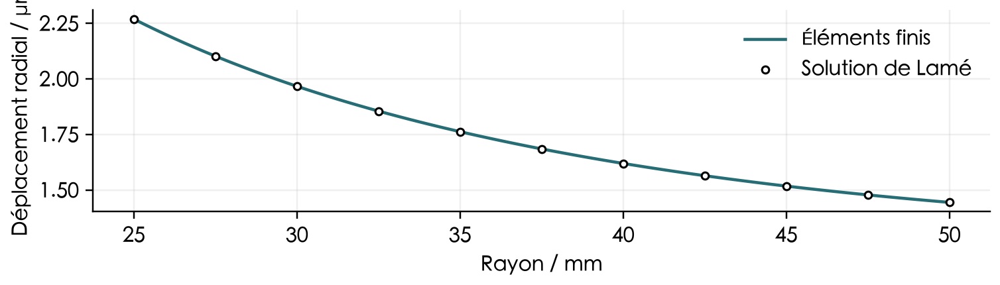 Déplacement radial /
2.25
2.00
1.75
1.50
25 30 35 40 45 50
Rayon / mm
Éléments finis
Solution de Lamé